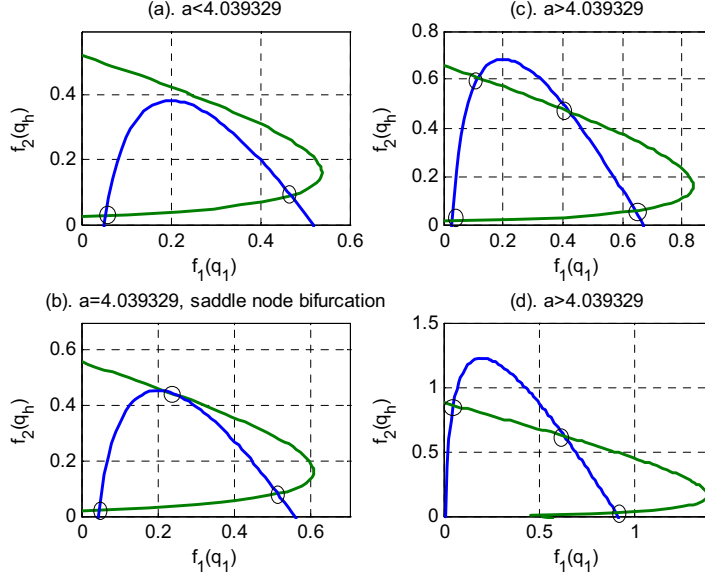 (a). a<4.039329
f2(qh)
0.4
0.2
0
0 0.2 0.4 0.6
f1(q1)
(c). a>4.039329
f2(qh)
0.8
0.6
0.4
0.2
0
0 0.2 0.4 0.6 0.8
f1(q1)
(b). a=4.039329, saddle node bifurcation
f2(qh)
0.6
0.4
0.2
0
0 0.2 0.4 0.6
f1(q1)
(d). a>4.039329
f2(qh)
1.5
1
0.5
0
0 0.5 1
f1(q1)